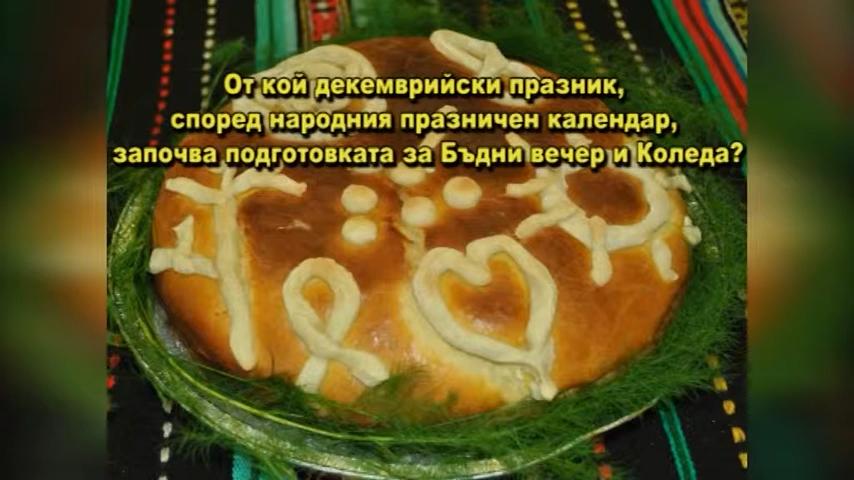 От кой декемврийски празник,
според народния празничен календар,
започва подготовката за Бъдни вечер и Коледа?